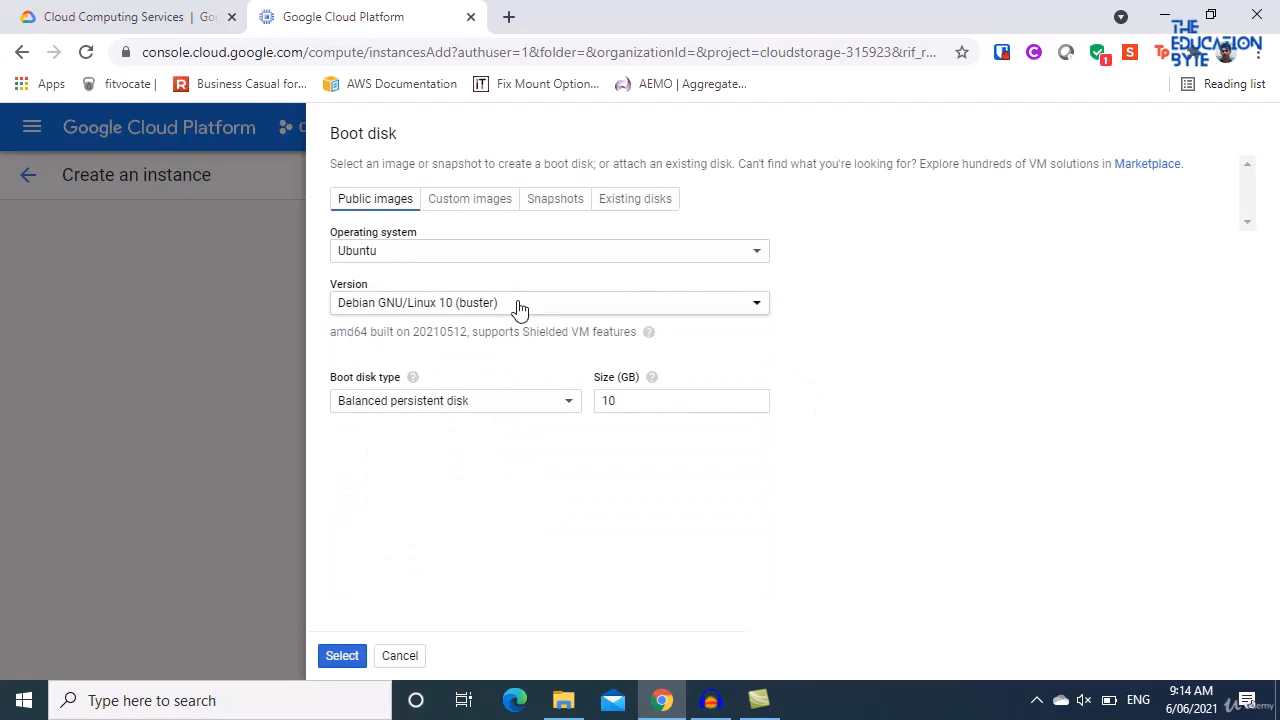 Cloud Computing Services | Go
Google Cloud Platform
console.cloud.google.com/compute/instancesAdd?authuser=1&folder=&organizationId=&project=cloudstorage-315923&rif_r...
THE EDUCATION BYTE
Apps
fitvocate |
Business Casual for...
AWS Documentation
Fix Mount Option...
AEMO | Aggregate...
Reading list
Google Cloud Platform
Create an instance
Boot disk
Select an image or snapshot to create a boot disk; or attach an existing disk. Can't find what you're looking for? Explore hundreds of VM solutions in Marketplace.
Public images
Custom images
Snapshots
Existing disks
Operating system
Ubuntu
Version
Debian GNU/Linux 10 (buster)
amd64 built on 20210512, supports Shielded VM features
Boot disk type
Size (GB)
Balanced persistent disk
10
Select
Cancel
Type here to search
ENG
9:14 AM
6/06/2021
Udemy